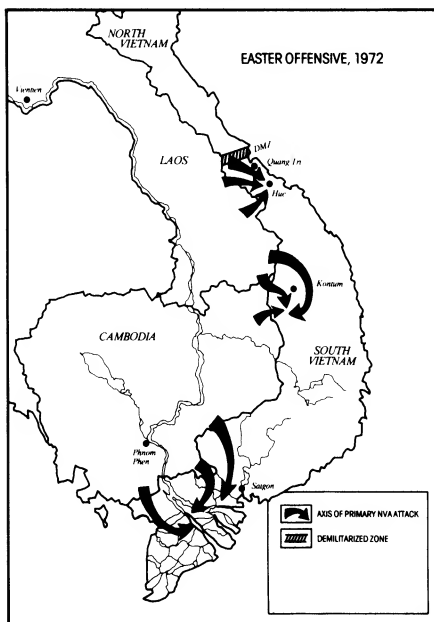 NORTH
VIETNAM
EASTER OFFENSIVE, 1972
Vientien
DMZ
Quang Tri
LAOS
Hue
Kontum
CAMBODIA
SOUTH
VIETNAM
Phnom
Phen
Saigon
AXIS OF PRIMARY NVA ATTACK
DEMILITARIZED ZONE